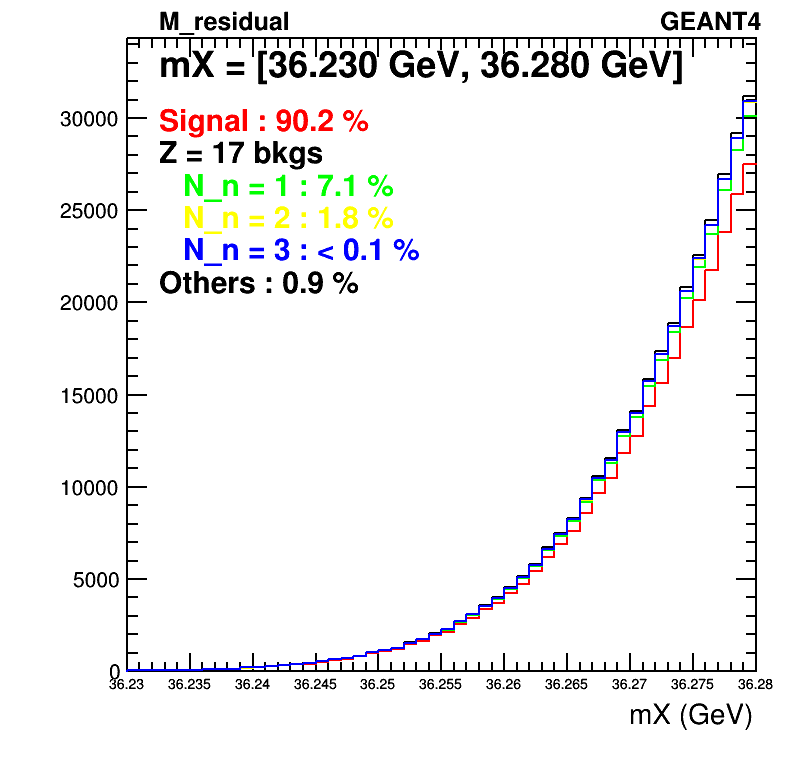 M_residual GEANT4
mX = [36.230 GeV, 36.280 GeV]
Signal : 90.2 %
Z = 17 bkgs
N_n = 1 : 7.1 %
N_n = 2 : 1.8 %
N_n = 3 : < 0.1 %
Others : 0.9 %
30000
25000
20000
15000
10000
5000
0
36.23 36.235 36.24 36.245 36.25 36.255 36.26 36.265 36.27 36.275 36.28
mX (GeV)